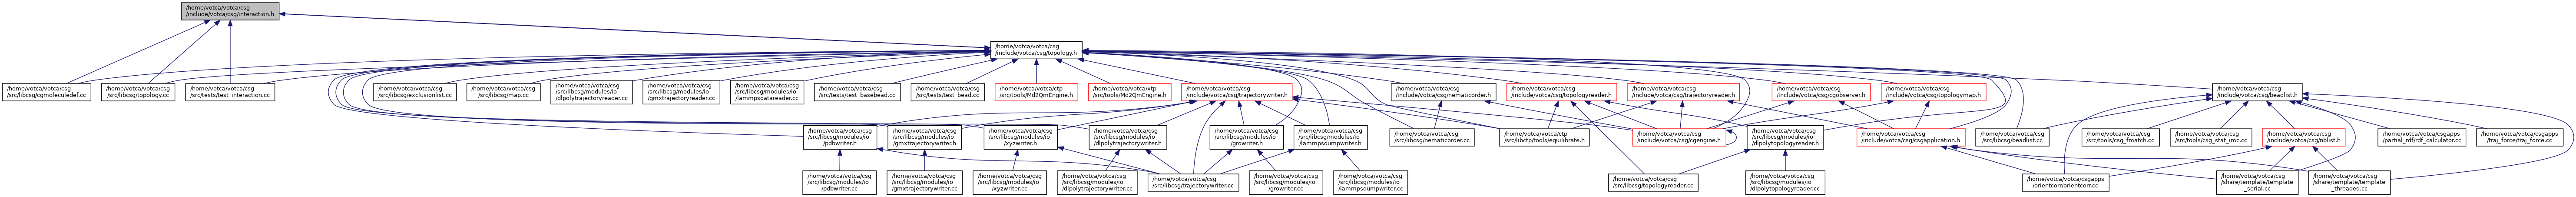 /home/votca/votca/csg
/include/votca/csg/interaction.h
/home/votca/votca/csg
/include/votca/csg/topology.h
/home/votca/votca/csg
/src/libcsg/cgmoleculedef.cc
/home/votca/votca/csg
/src/libcsg/topology.cc
/home/votca/votca/csg
/src/tests/test_interaction.cc
/home/votca/votca/csg
/src/libcsg/exclusionlist.cc
/home/votca/votca/csg
/src/libcsg/map.cc
/home/votca/votca/csg
/src/libcsg/modules/io
/dlpolytrajectoryreader.cc
/home/votca/votca/csg
/src/libcsg/modules/io
/gmxtrajectoryreader.cc
/home/votca/votca/csg
/src/libcsg/modules/io
/lammpsdatareader.cc
/home/votca/votca/csg
/src/tests/test_basebead.cc
/home/votca/votca/csg
/src/tests/test_bead.cc
/home/votca/votca/ctp
/src/tools/Md2QmEngine.h
/home/votca/votca/xtp
/src/tools/Md2QmEngine.h
/home/votca/votca/csg
/include/votca/csg/trajectorywriter.h
/home/votca/votca/csg
/include/votca/csg/nematicorder.h
/home/votca/votca/csg
/include/votca/csg/topologyreader.h
/home/votca/votca/csg
/include/votca/csg/trajectoryreader.h
/home/votca/votca/csg
/include/votca/csg/cgobserver.h
/home/votca/votca/csg
/include/votca/csg/topologymap.h
/home/votca/votca/csg
/include/votca/csg/beadlist.h
/home/votca/votca/csg
/src/libcsg/modules/io
/pdbwriter.h
/home/votca/votca/csg
/src/libcsg/modules/io
/gmxtrajectorywriter.h
/home/votca/votca/csg
/src/libcsg/modules/io
/xyzwriter.h
/home/votca/votca/csg
/src/libcsg/modules/io
/dlpolytrajectorywriter.h
/home/votca/votca/csg
/src/libcsg/modules/io
/growriter.h
/home/votca/votca/csg
/src/libcsg/modules/io
/lammpsdumpwriter.h
/home/votca/votca/csg
/src/libcsg/nematicorder.cc
/home/votca/votca/ctp
/src/libctp/tools/equilibrate.h
/home/votca/votca/csg
/include/votca/csg/cgengine.h
/home/votca/votca/csg
/src/libcsg/modules/io
/dlpolytopologyreader.h
/home/votca/votca/csg
/include/votca/csg/csgapplication.h
/home/votca/votca/csg
/src/libcsg/beadlist.cc
/home/votca/votca/csg
/src/tools/csg_fmatch.cc
/home/votca/votca/csg
/src/tools/csg_stat_imc.cc
/home/votca/votca/csg
/include/votca/csg/nblist.h
/home/votca/votca/csgapps
/partial_rdf/rdf_calculator.cc
/home/votca/votca/csgapps
/traj_force/traj_force.cc
/home/votca/votca/csg
/src/libcsg/modules/io
/pdbwriter.cc
/home/votca/votca/csg
/src/libcsg/modules/io
/gmxtrajectorywriter.cc
/home/votca/votca/csg
/src/libcsg/modules/io
/xyzwriter.cc
/home/votca/votca/csg
/src/libcsg/modules/io
/dlpolytrajectorywriter.cc
/home/votca/votca/csg
/src/libcsg/trajectorywriter.cc
/home/votca/votca/csg
/src/libcsg/modules/io
/growriter.cc
/home/votca/votca/csg
/src/libcsg/modules/io
/lammpsdumpwriter.cc
/home/votca/votca/csg
/src/libcsg/topologyreader.cc
/home/votca/votca/csg
/src/libcsg/modules/io
/dlpolytopologyreader.cc
/home/votca/votca/csgapps
/orientcorr/orientcorr.cc
/home/votca/votca/csg
/share/template/template
_serial.cc
/home/votca/votca/csg
/share/template/template
_threaded.cc